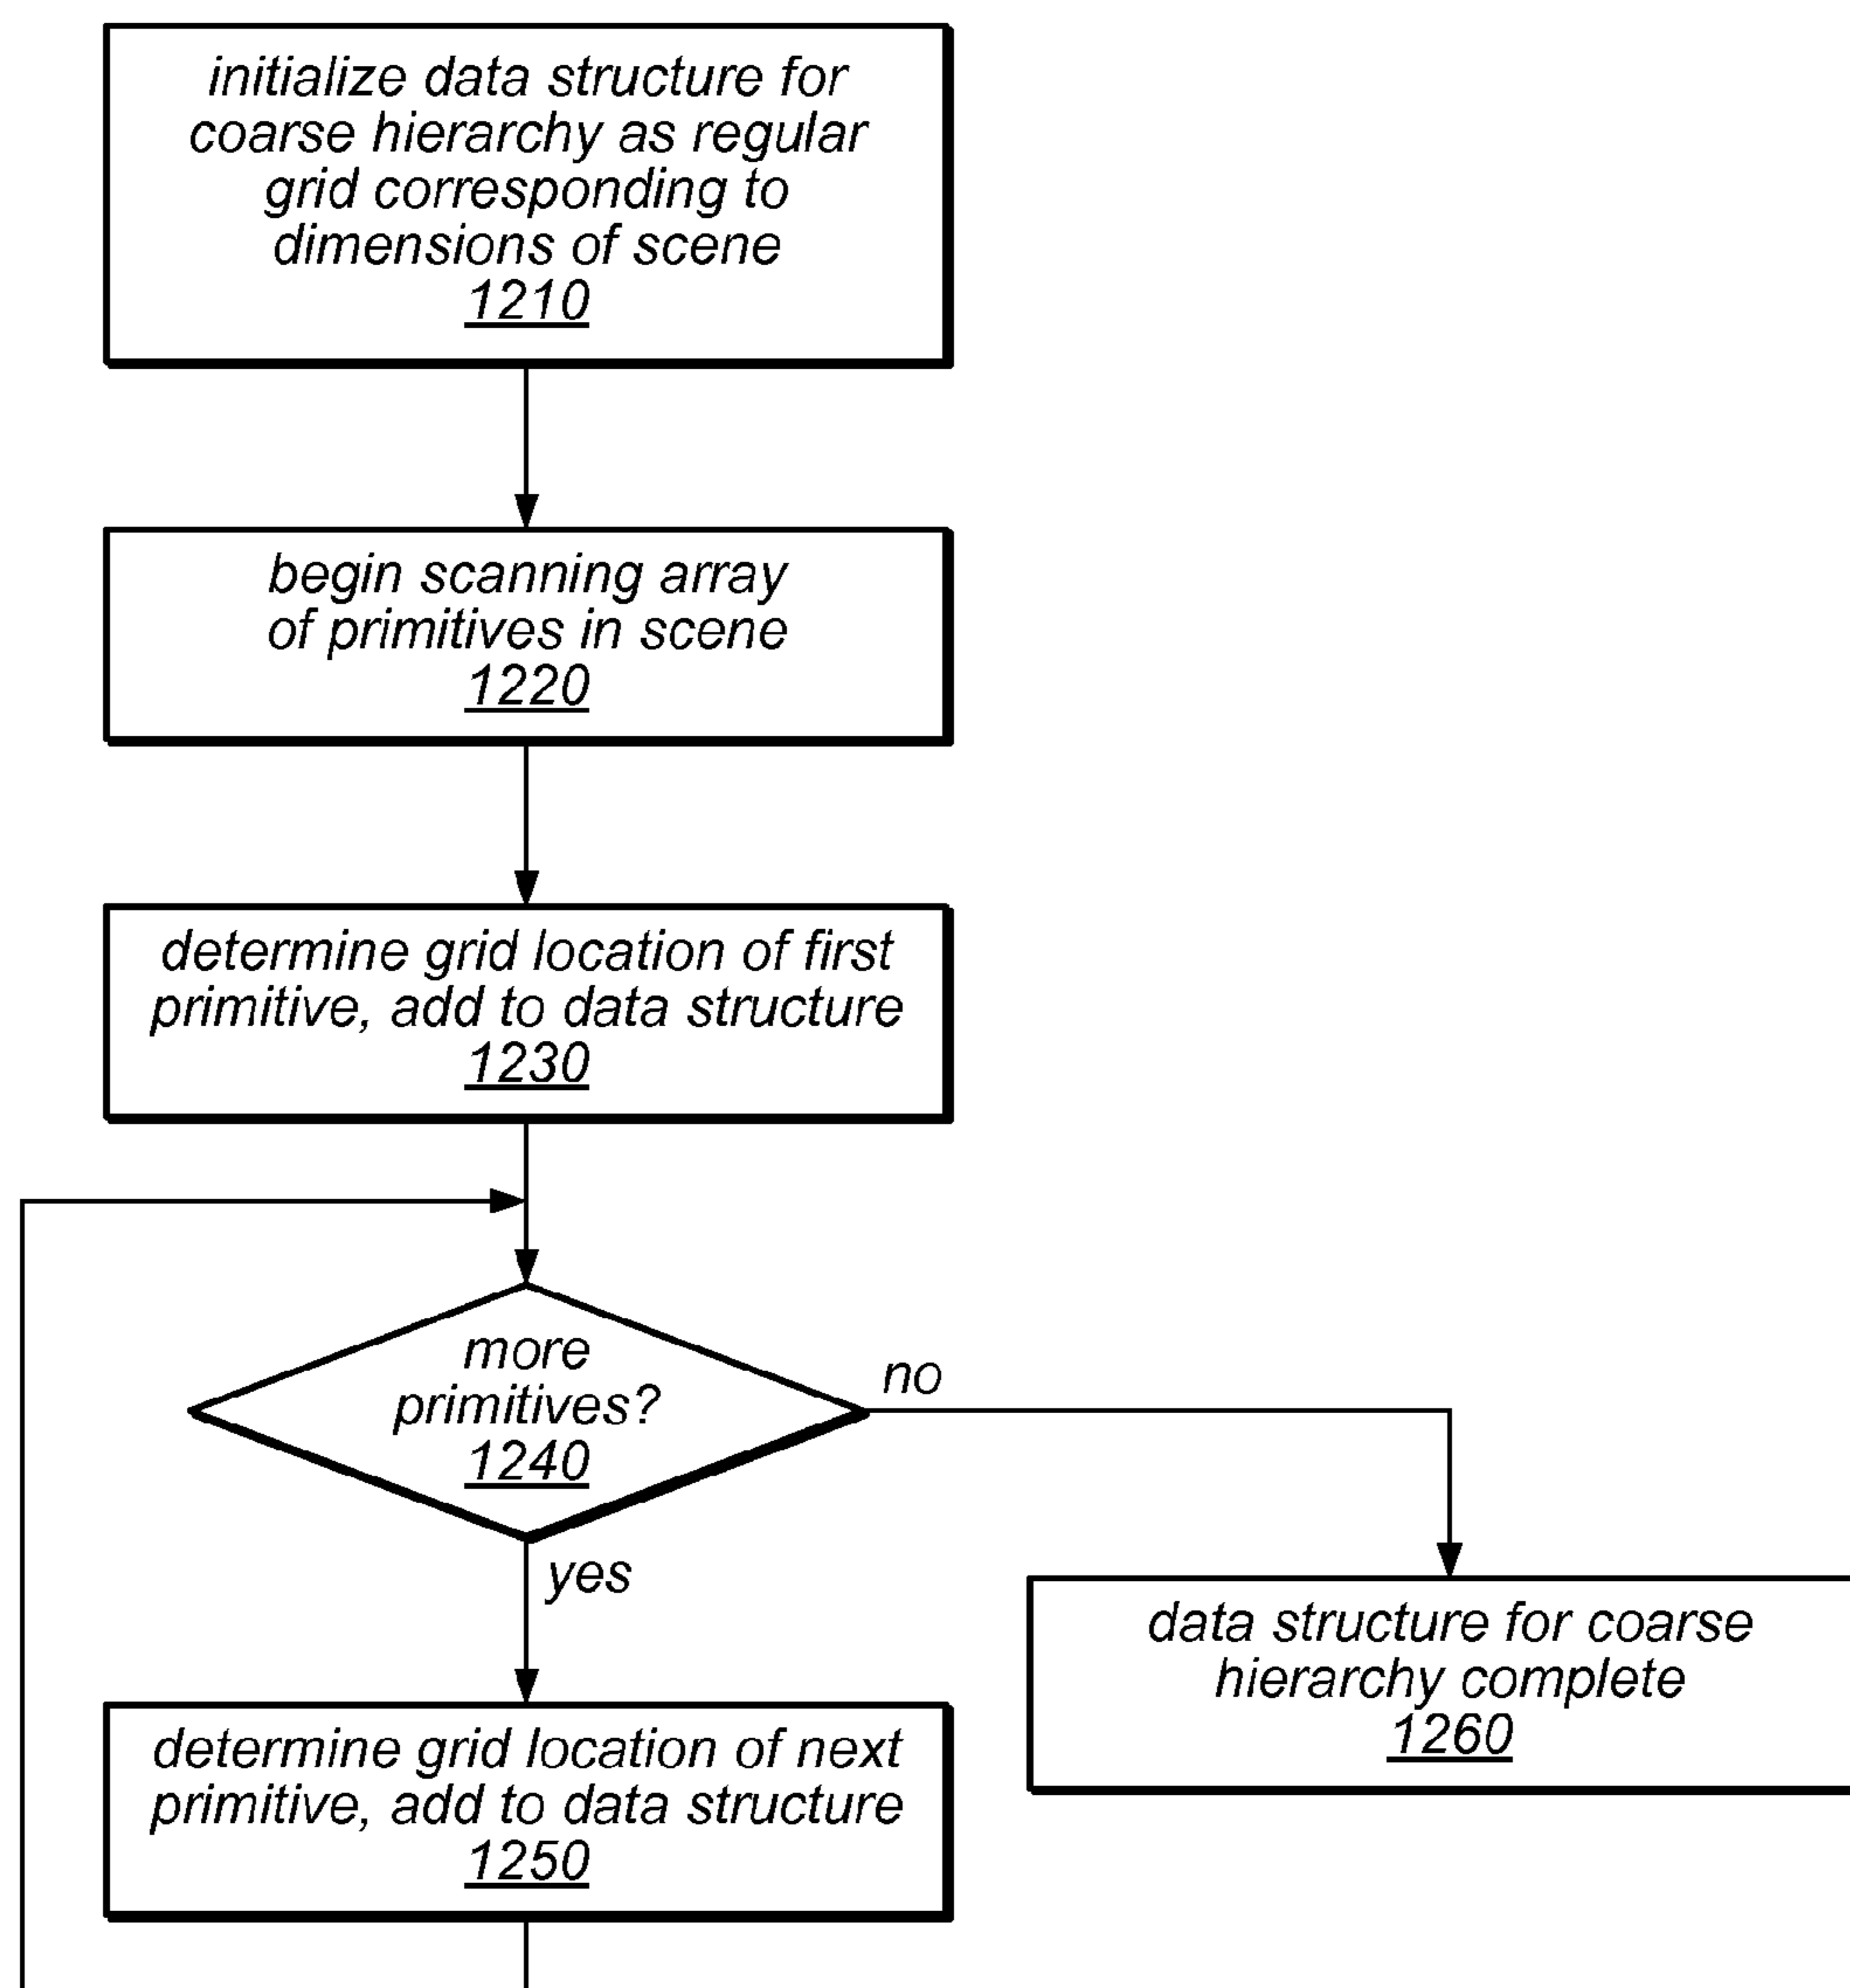 initialize data structure for
coarse hierarchy as regular
grid corresponding to
dimensions of scene
1210
begin scanning array
of primitives in scene
1220
determine grid location of first
primitive, add to data structure
1230
more
primitives?
1240
no
yes
data structure for coarse
hierarchy complete
1260
determine grid location of next
primitive, add to data structure
1250